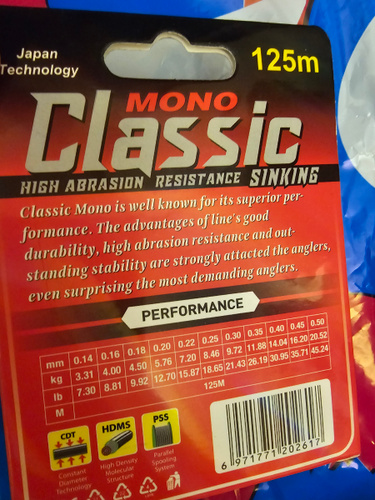 Japan
Technology
125m
MONO
Classic
HIGH ABRASION RESISTANCE SINKING
Classic Mono is well known for its superior per-
formance. The advantages of line's good
durability, high abrasion resistance and out-
standing stability are strongly attacted the anglers,
even surprising the most demanding anglers.
PERFORMANCE
mm 0.14 0.16 0.18 0.20 0.22 0.25 0.30 0.35 0.40 0.45 0.50
kg 3.31 4.00 4.50 5.76 7.20 8.46 9.72 11.88 14.04 16.20 20.52
lb 7.30 8.81 9.92 12.70 15.87 18.65 21.43 26.19 30.95 35.71 45.24
M 125M
CDT HDMS PSS
Constant
Diameter
Technology
High Density
Molecular
Structure
Parallel
Spooling
System
6 971771 202617